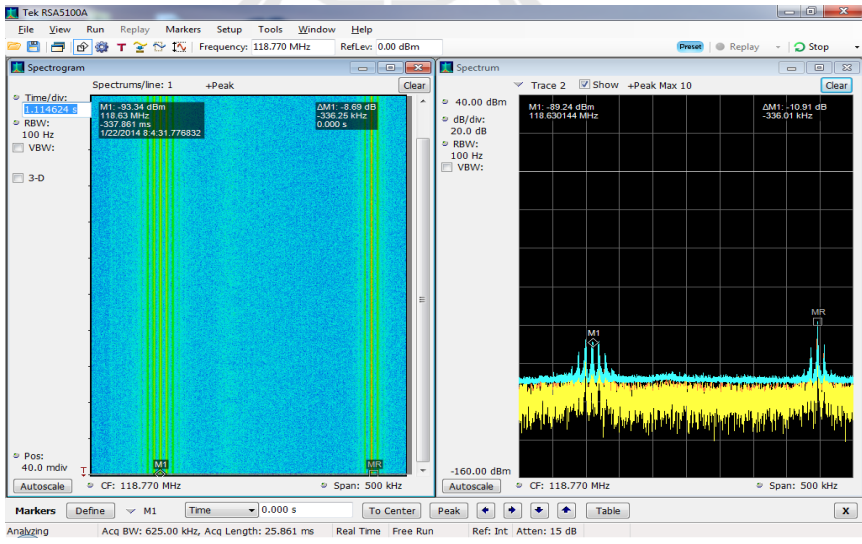 Tek RSA5100A
File View Run Replay Markers Setup Tools Window Help
T Frequency: 118.770 MHz RefLev: 0.00 dBm Preset Replay Stop
Spectrogram
Spectrums/line: 1 +Peak Clear
Time/div:
1.114624 s
RBW:
100 Hz
VBW:
3-D
M1: -93.34 dBm
118.63 MHz
-337.861 ms
1/22/2014 8:4:31.776832
ΔM1: -8.69 dB
-336.25 kHz
0.000 s
Pos:
40.0 mdiv
T
M1
MR
Autoscale CF: 118.770 MHz Span: 500 kHz
Spectrum
Trace 2 Show +Peak Max 10 Clear
40.00 dBm
dB/div:
20.0 dB
RBW:
100 Hz
VBW:
M1: -89.24 dBm
118.630144 MHz
ΔM1: -10.91 dB
-336.01 kHz
MR
M1
-160.00 dBm
Autoscale CF: 118.770 MHz Span: 500 kHz
Markers Define M1 Time 0.000 s To Center Peak Table X
Analyzing Acq BW: 625.00 kHz, Acq Length: 25.861 ms Real Time Free Run Ref: Int Atten: 15 dB